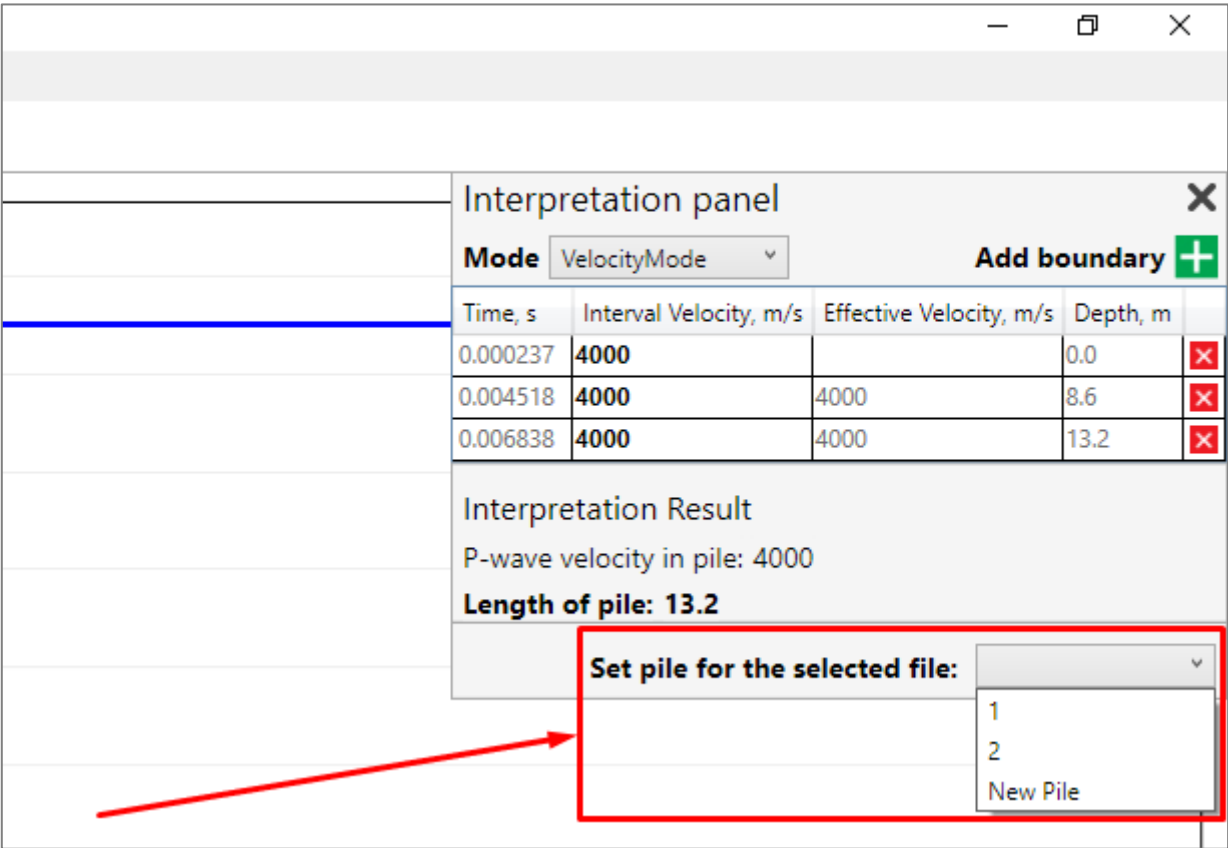 Interpretation panel
Mode VelocityMode Add boundary
Time, s Interval Velocity, m/s Effective Velocity, m/s Depth, m
0.000237 4000 0.0
0.004518 4000 4000 8.6
0.006838 4000 4000 13.2
Interpretation Result
P-wave velocity in pile: 4000
Length of pile: 13.2
Set pile for the selected file:
1
2
New Pile